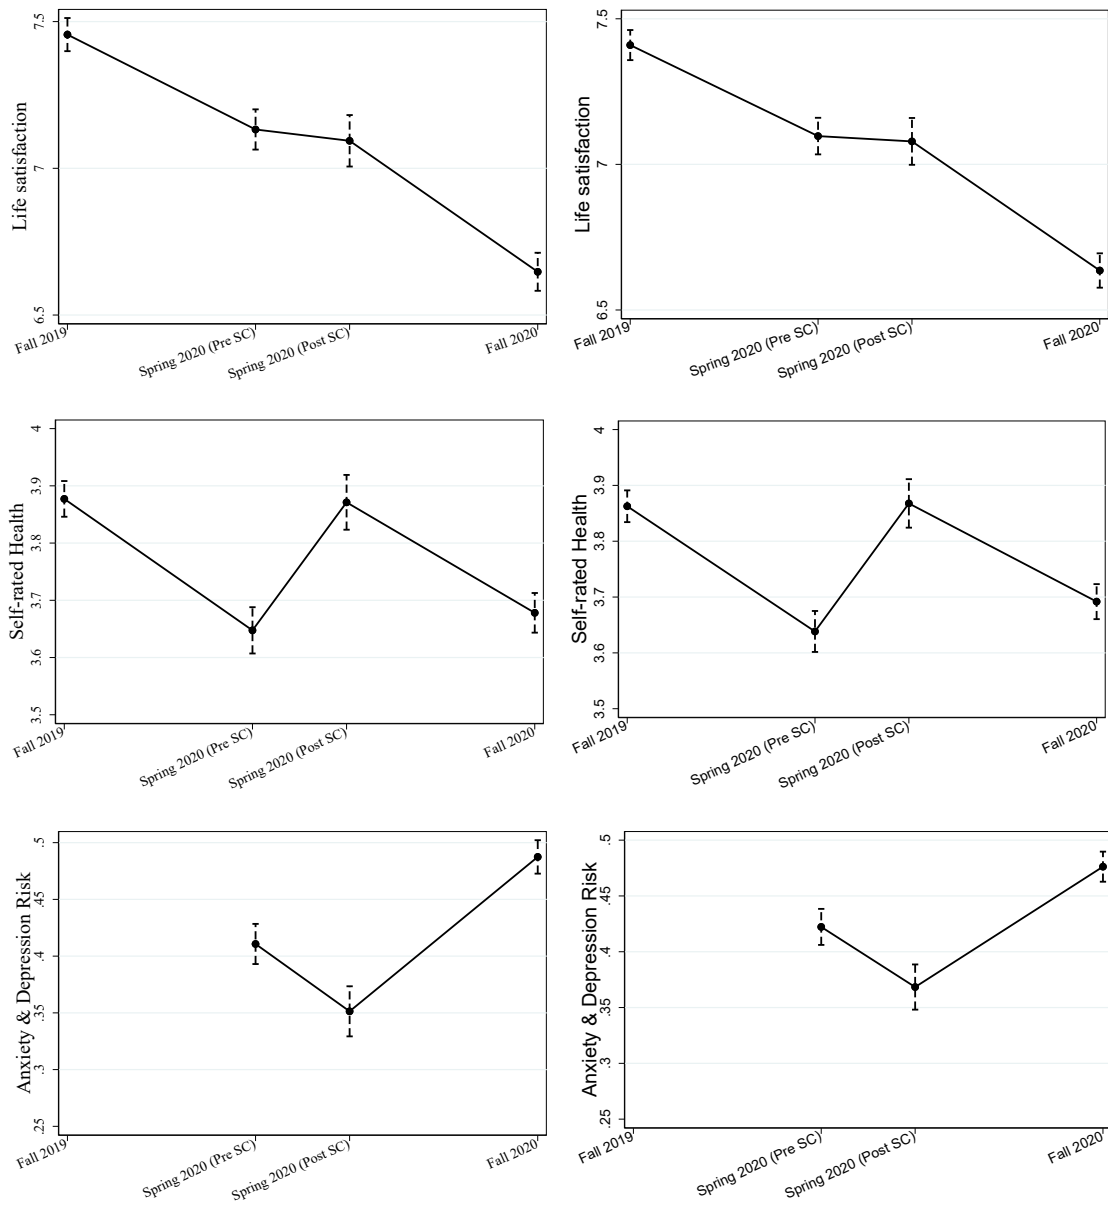 Life satisfaction
7.5
7
6.5
Fall 2019
Spring 2020 (Pre SC)
Spring 2020 (Post SC)
Fall 2020
Life satisfaction
7.5
7
6.5
Fall 2019
Spring 2020 (Pre SC)
Spring 2020 (Post SC)
Fall 2020
Self-rated Health
4
3.9
3.8
3.7
3.6
3.5
Fall 2019
Spring 2020 (Pre SC)
Spring 2020 (Post SC)
Fall 2020
Self-rated Health
4
3.9
3.8
3.7
3.6
3.5
Fall 2019
Spring 2020 (Pre SC)
Spring 2020 (Post SC)
Fall 2020
Anxiety & Depression Risk
.5
.45
.4
.35
.3
.25
Fall 2019
Spring 2020 (Pre SC)
Spring 2020 (Post SC)
Fall 2020
Anxiety & Depression Risk
.5
.45
.4
.35
.3
.25
Fall 2019
Spring 2020 (Pre SC)
Spring 2020 (Post SC)
Fall 2020